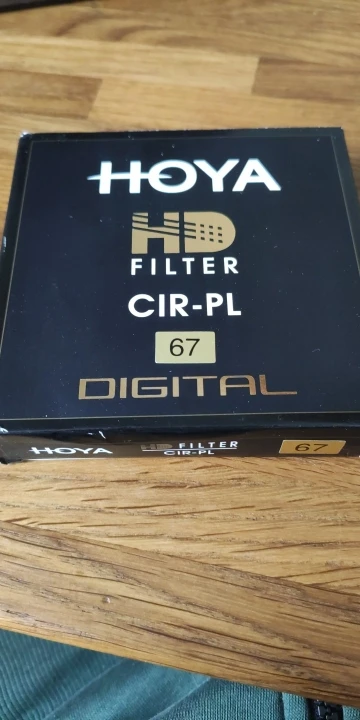 HOYA
HD
FILTER
CIR-PL
67
DIGITAL
HOYA
HD FILTER
CIR-PL
67